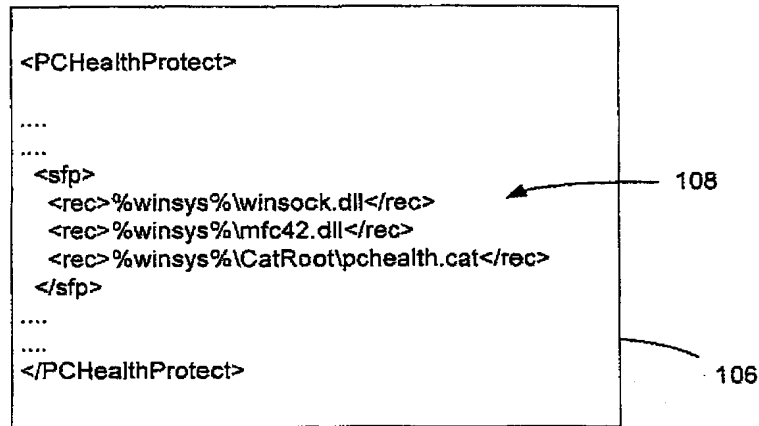 <PCHealthProtect>
....
....
<sfp>
<rec>%winsys%\winsock.dll</rec>
<rec>%winsys%\mfc42.dll</rec>
<rec>%winsys%\CatRoot\pchealth.cat</rec>
</sfp>
....
....
</PCHealthProtect>
108
106